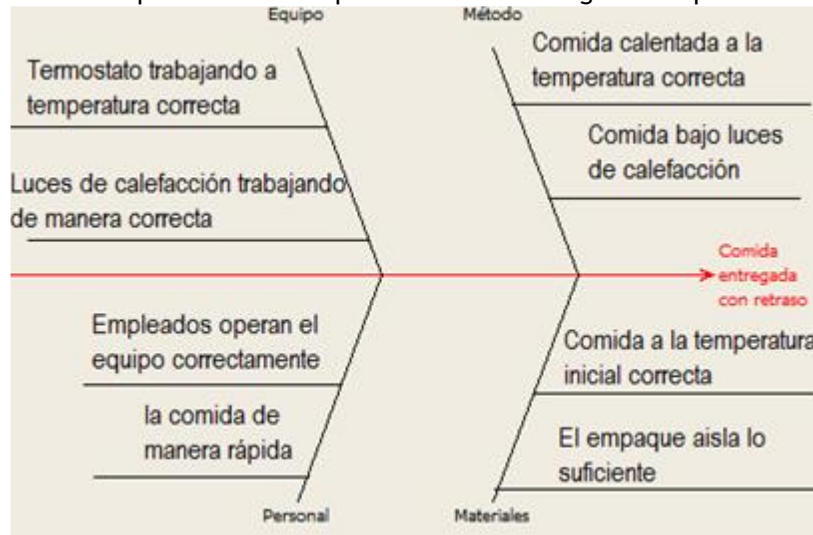 Equipo
Método
Termostato trabajando a
temperatura correcta
Comida calentada a la
temperatura correcta
Luces de calefacción trabajando
de manera correcta
Comida bajo luces
de calefacción
Comida
entregada
con retraso
Empleados operan el
equipo correctamente
Comida a la temperatura
inicial correcta
la comida de
manera rápida
El empaque aisla lo
suficiente
Personal
Materiales